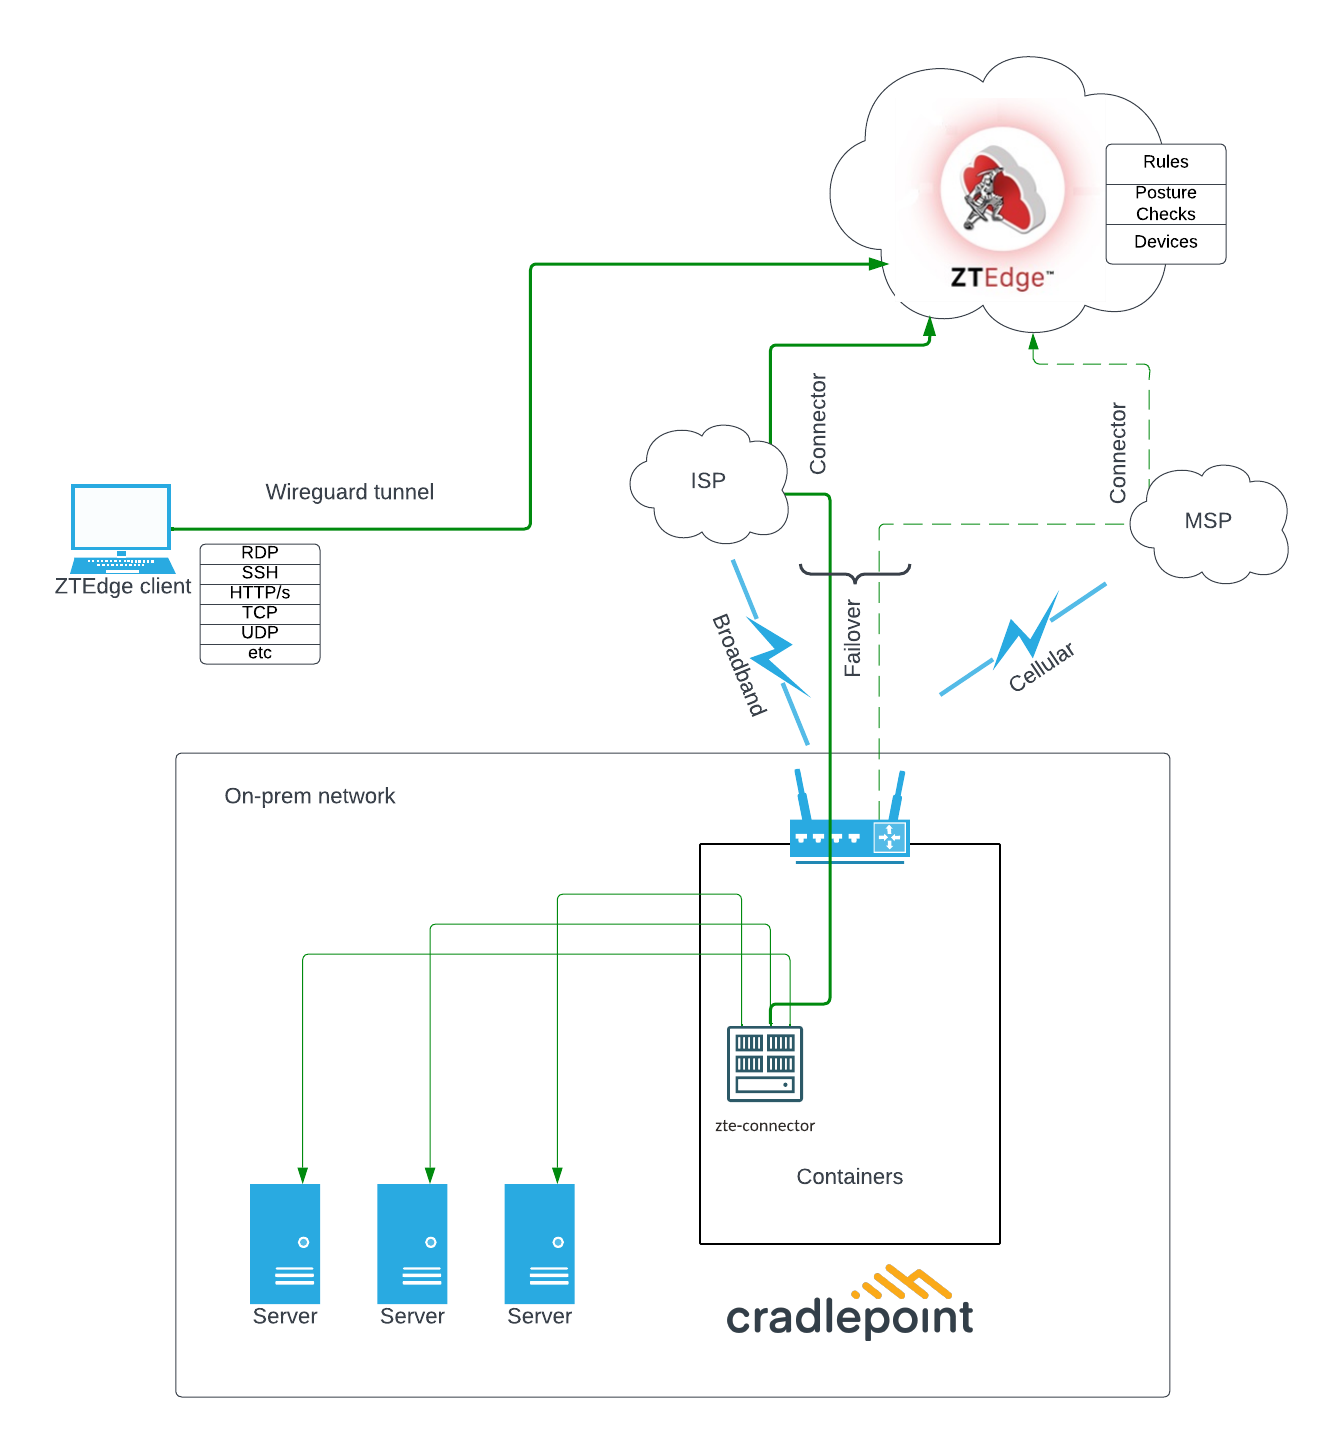 ZTEdge™
Rules
Posture
Checks
Devices
Connector
Connector
ISP
MSP
Wireguard tunnel
ZTEdge client
RDP
SSH
HTTP/s
TCP
UDP
etc
Broadband
Failover
Cellular
On-prem network
zte-connector
Containers
Server
Server
Server
cradlepoint